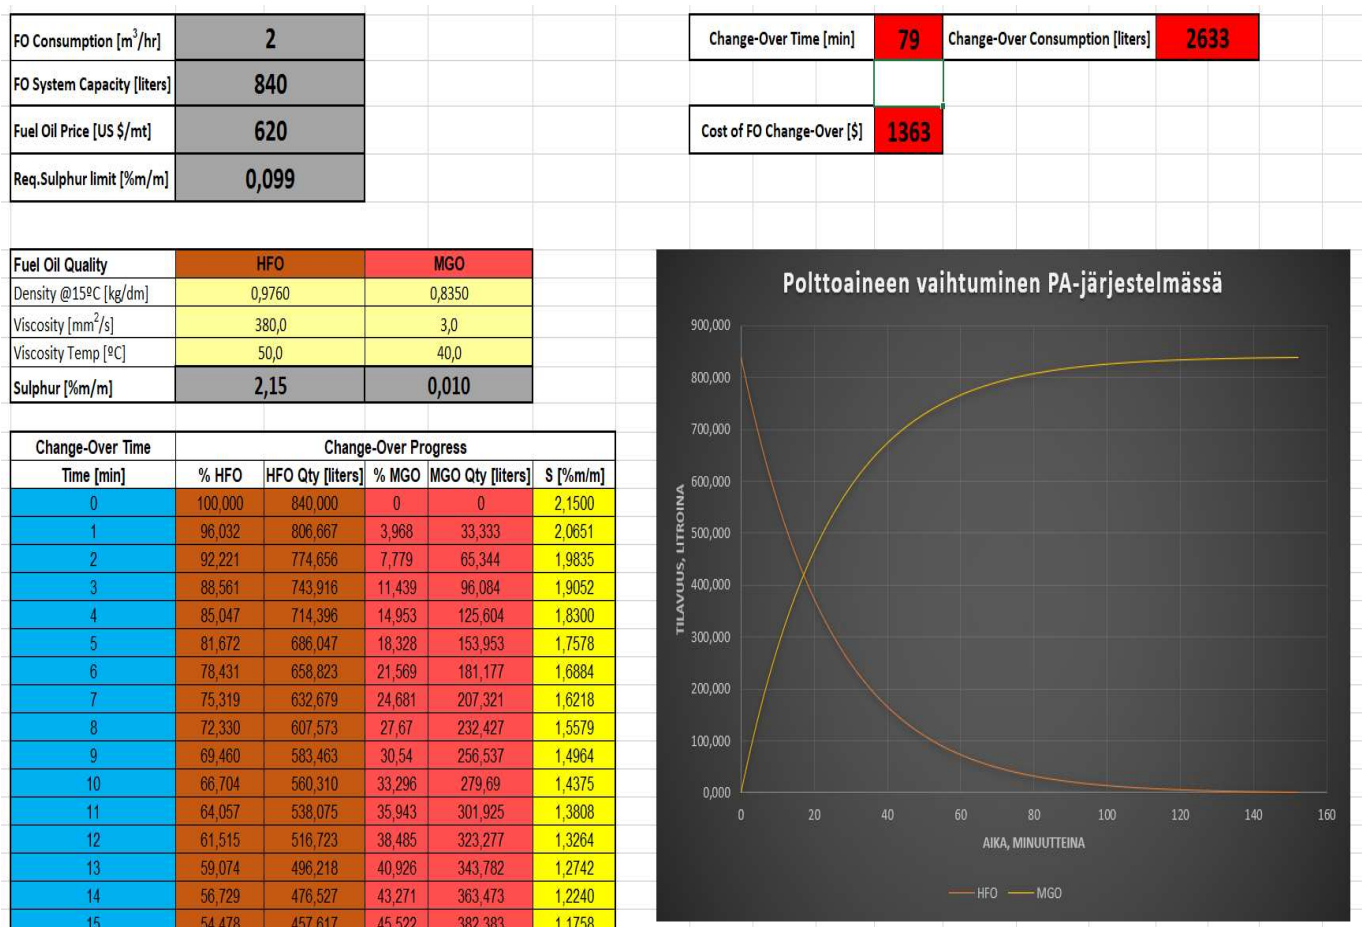 FO Consumption [m³/hr] 2
FO System Capacity [liters] 840
Fuel Oil Price [US $/mt] 620
Req.Sulphur limit [%m/m] 0,099
Change-Over Time [min] 79 Change-Over Consumption [liters] 2633
Cost of FO Change-Over [$] 1363
Fuel Oil Quality HFO MGO
Density @15ºC [kg/dm] 0,9760 0,8350
Viscosity [mm²/s] 380,0 3,0
Viscosity Temp [ºC] 50,0 40,0
Sulphur [%m/m] 2,15 0,010
Change-Over Time Change-Over Progress
Time [min] % HFO HFO Qty [liters] % MGO MGO Qty [liters] S [%m/m]
0 100,000 840,000 0 0 2,1500
1 96,032 806,667 3,968 33,333 2,0651
2 92,221 774,656 7,779 65,344 1,9835
3 88,561 743,916 11,439 96,084 1,9052
4 85,047 714,396 14,953 125,604 1,8300
5 81,672 686,047 18,328 153,953 1,7578
6 78,431 658,823 21,569 181,177 1,6884
7 75,319 632,679 24,681 207,321 1,6218
8 72,330 607,573 27,67 232,427 1,5579
9 69,460 583,463 30,54 256,537 1,4964
10 66,704 560,310 33,296 279,69 1,4375
11 64,057 538,075 35,943 301,925 1,3808
12 61,515 516,723 38,485 323,277 1,3264
13 59,074 496,218 40,926 343,782 1,2742
14 56,729 476,527 43,271 363,473 1,2240
15 54,478 457,617 45,522 382,383 1,1758
Polttoaineen vaihtuminen PA-järjestelmässä
900,000
800,000
700,000
600,000
500,000
400,000
300,000
200,000
100,000
0,000
TILAVUUS, LITROINA
0 20 40 60 80 100 120 140 160
AIKA, MINUUTTEINA
HFO MGO